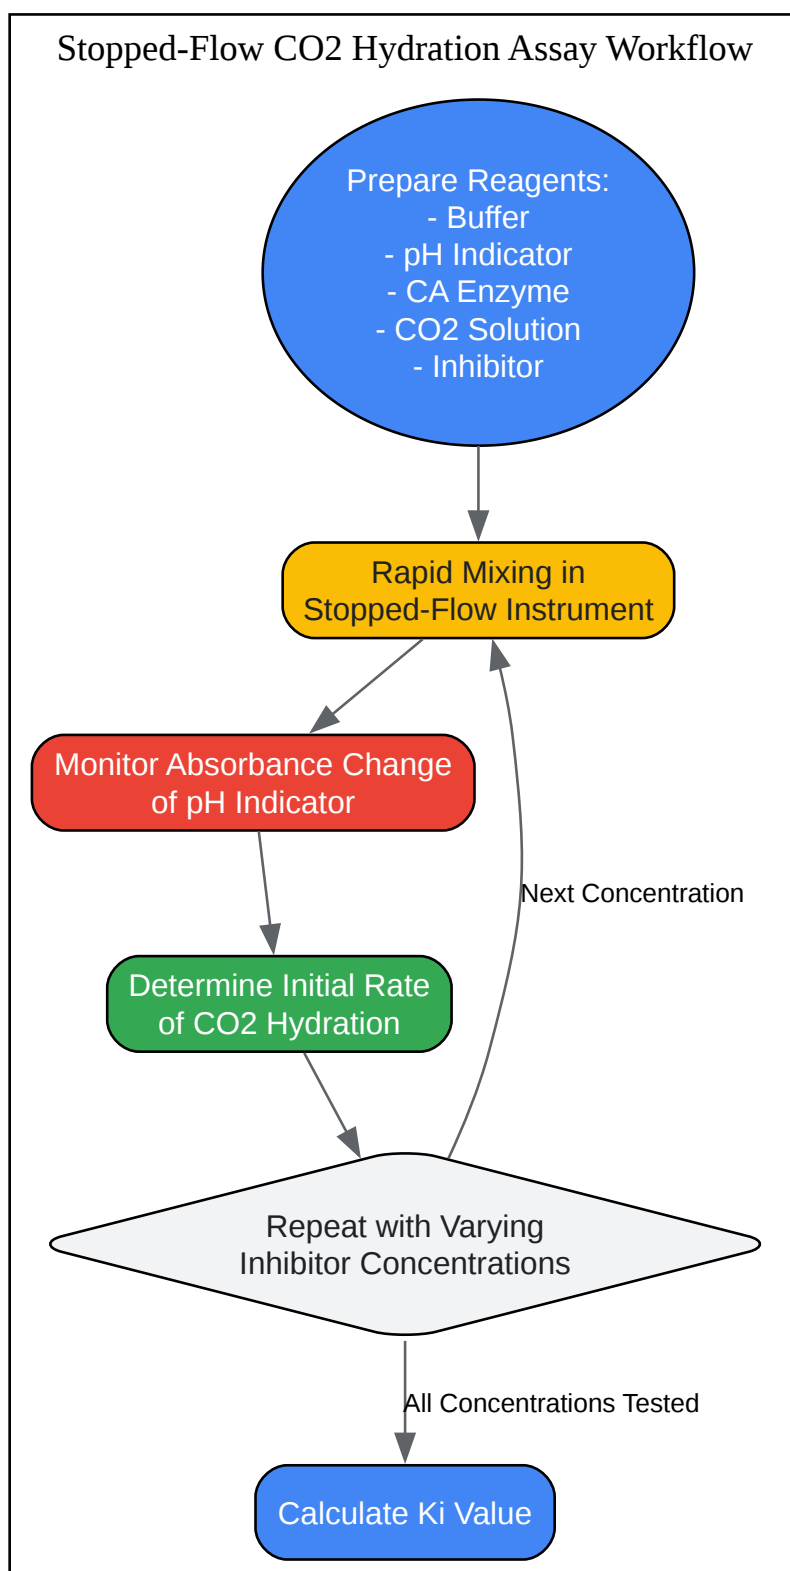 Stopped-Flow CO2 Hydration Assay Workflow
Prepare Reagents:
- Buffer
- pH Indicator
- CA Enzyme
- CO2 Solution
- Inhibitor
Rapid Mixing in
Stopped-Flow Instrument
Monitor Absorbance Change
of pH Indicator
Next Concentration
Determine Initial Rate
of CO2 Hydration
Repeat with Varying
Inhibitor Concentrations
All Concentrations Tested
Calculate Ki Value